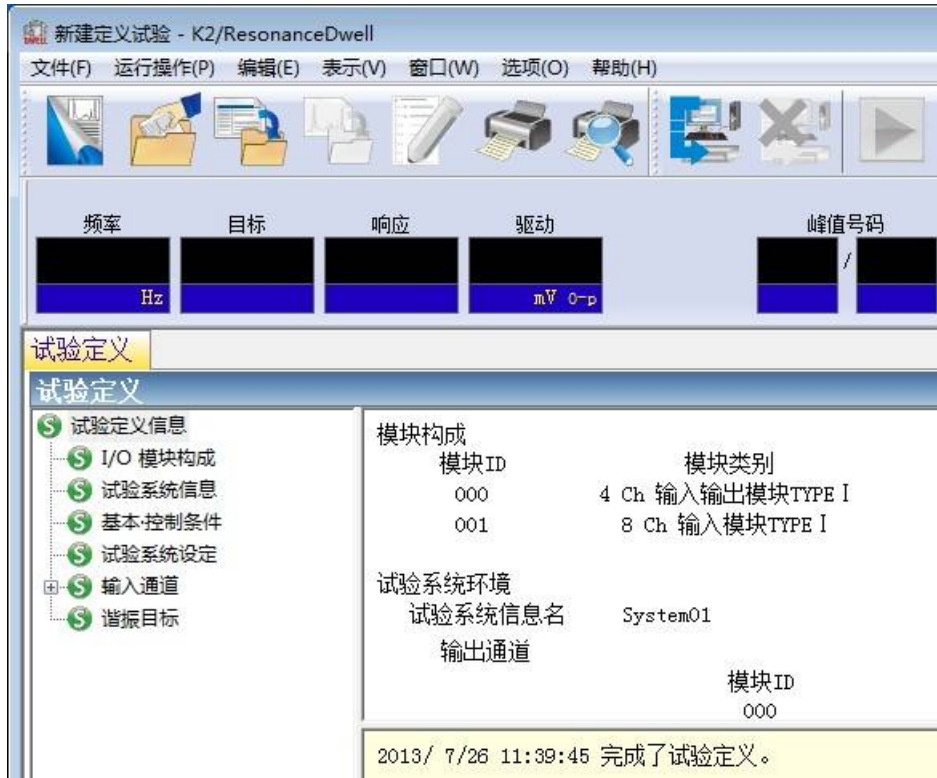 新建定义试验 - K2/ResonanceDwell
文件(F) 运行操作(P) 编辑(E) 表示(V) 窗口(W) 选项(O) 帮助(H)
频率 目标 响应 驱动 峰值号码
/
Hz mV 0-p
试验定义
试验定义
试验定义信息
I/O 模块构成
试验系统信息
基本·控制条件
试验系统设定
输入通道
谐振目标
模块构成
模块ID 模块类别
000 4 Ch 输入输出模块TYPEⅠ
001 8 Ch 输入模块TYPEⅠ
试验系统环境
试验系统信息名 System01
输出通道
模块ID
000
2013/ 7/26 11:39:45 完成了试验定义。